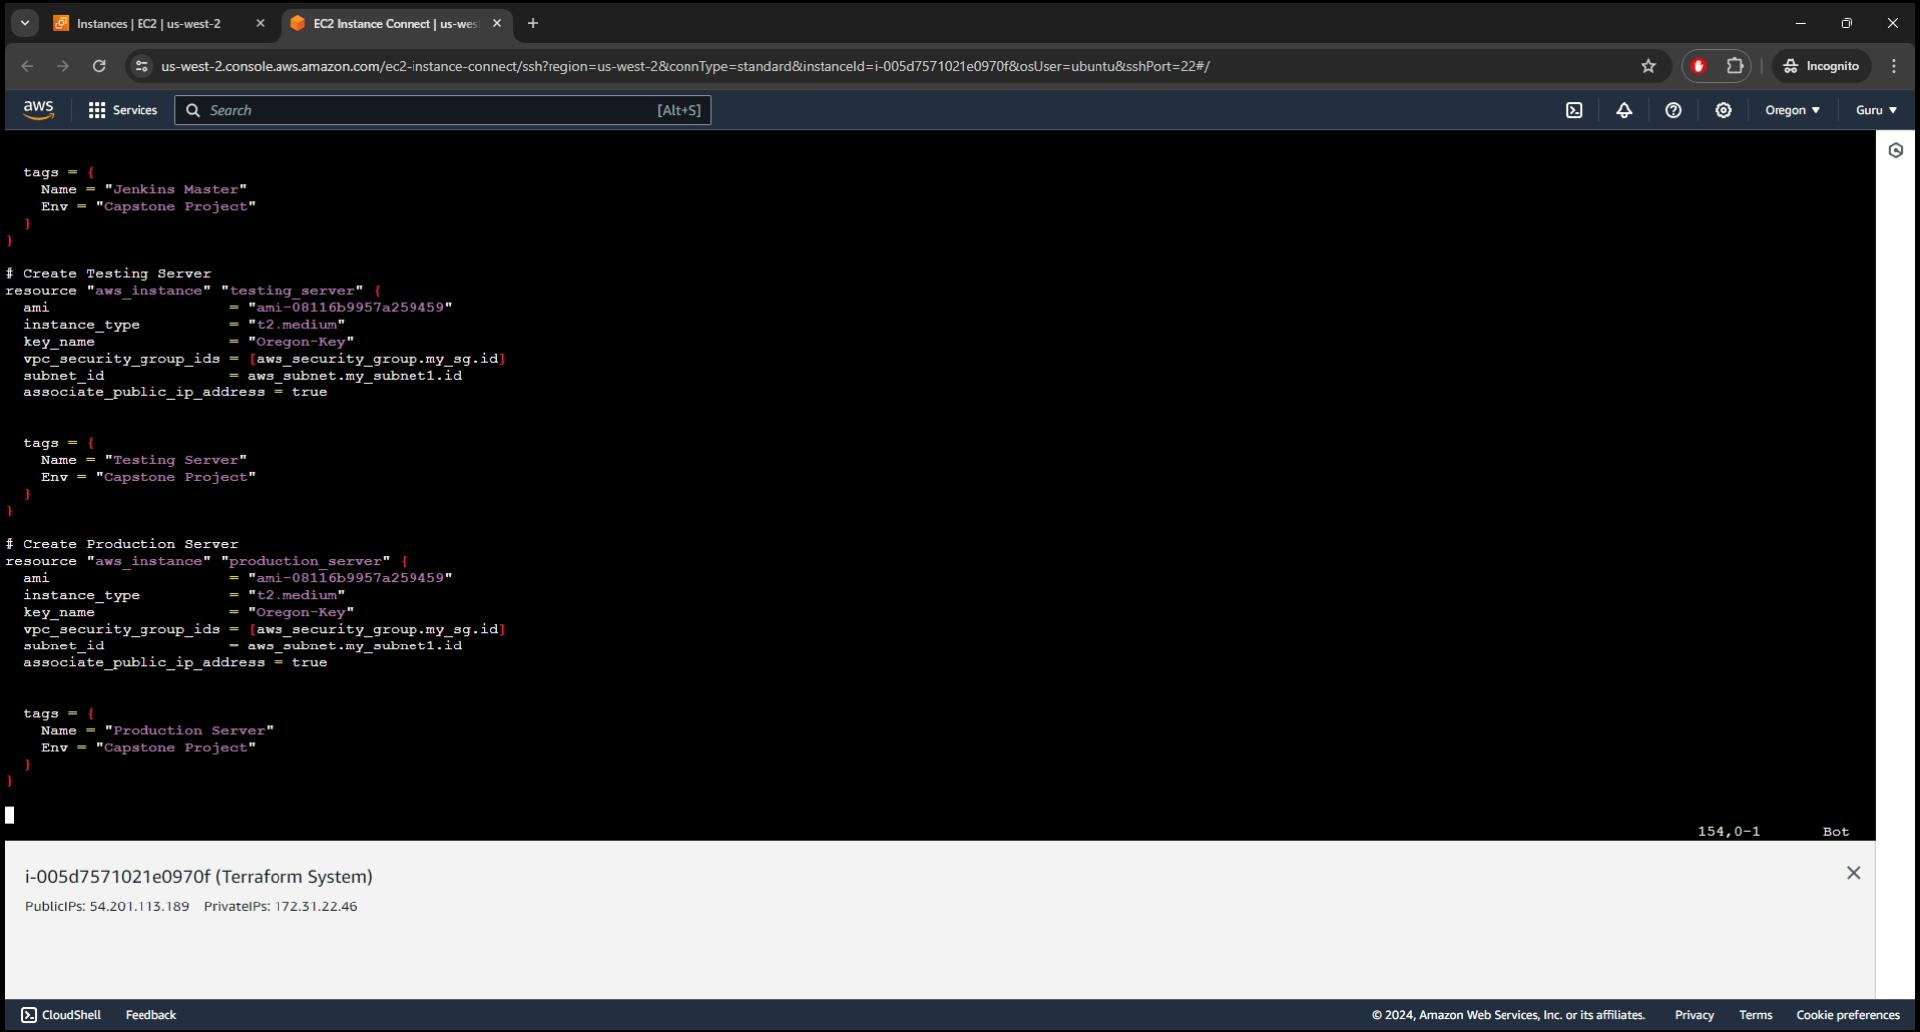 Instances | EC2 | us-west-2
EC2 Instance Connect | us-wes
us-west-2.console.aws.amazon.com/ec2-instance-connect/ssh?region=us-west-2&connType=standard&instanceId=i-005d7571021e0970f&osUser=ubuntu&sshPort=22#/
Incognito
aws
Services
Search
[Alt+S]
Oregon
Guru
tags = {
Name = "Jenkins Master"
Env = "Capstone Project"
}
}
# Create Testing Server
resource "aws_instance" "testing_server" {
ami = "ami-08116b9957a259459"
instance_type = "t2.medium"
key_name = "Oregon-Key"
vpc_security_group_ids = [aws_security_group.my_sg.id]
subnet_id = aws_subnet.my_subnet1.id
associate_public_ip_address = true
tags = {
Name = "Testing Server"
Env = "Capstone Project"
}
}
# Create Production Server
resource "aws_instance" "production_server" {
ami = "ami-08116b9957a259459"
instance_type = "t2.medium"
key_name = "Oregon-Key"
vpc_security_group_ids = [aws_security_group.my_sg.id]
subnet_id = aws_subnet.my_subnet1.id
associate_public_ip_address = true
tags = {
Name = "Production Server"
Env = "Capstone Project"
}
}
154,0-1 Bot
i-005d7571021e0970f (Terraform System)
PublicIPs: 54.201.113.189 PrivateIPs: 172.31.22.46
CloudShell Feedback © 2024, Amazon Web Services, Inc. or its affiliates. Privacy Terms Cookie preferences